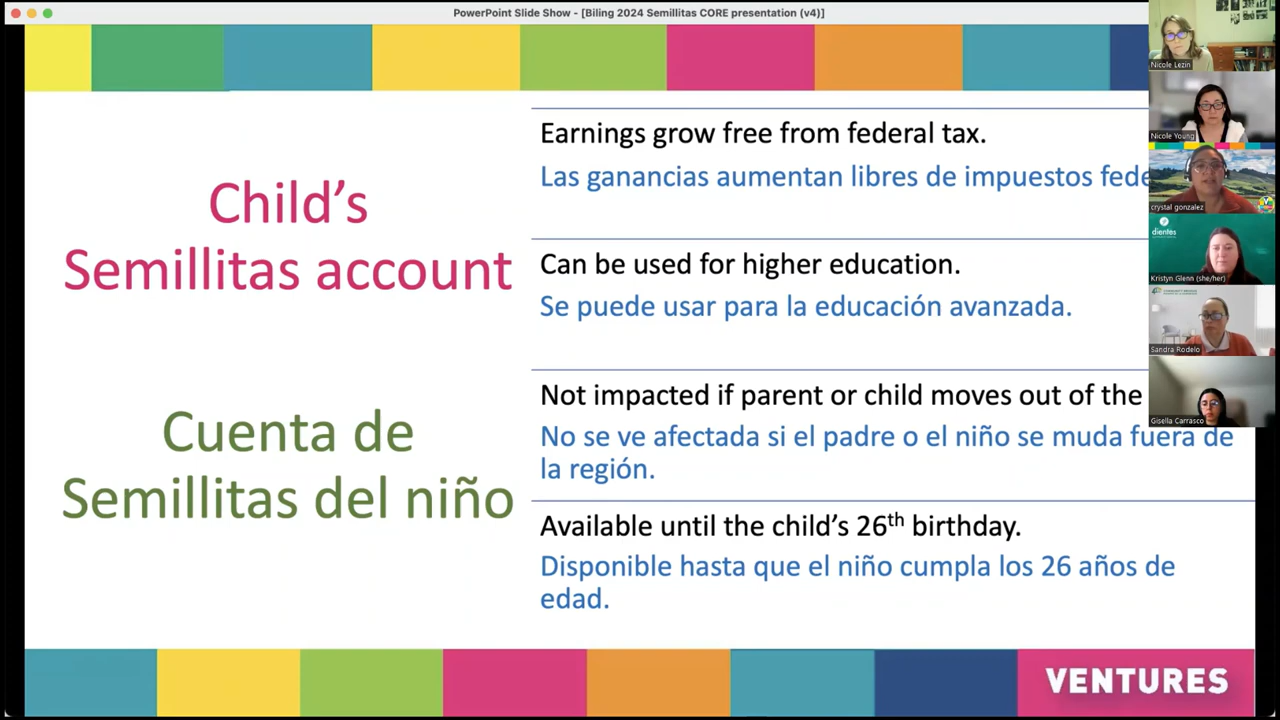 PowerPoint Slide Show - [Biling 2024 Semillitas CORE presentation (v4)]
Child's
Semillitas account
Cuenta de
Semillitas del niño
Earnings grow free from federal tax.
Las ganancias aumentan libres de impuestos
Can be used for higher education.
Se puede usar para la educación avanzada.
Not impacted if parent or child moves out of the
No se ve afectada si el padre o el niño se muda fuera de
la región.
Available until the child's 26th birthday.
Disponible hasta que el niño cumpla los 26 años de
edad.
VENTURES
Nicole Lezin
Nicole Young
crystal gonzalez
dientes
Kristyn Glenn (she/her)
Sandra Rodelo
Gisella Carrasco